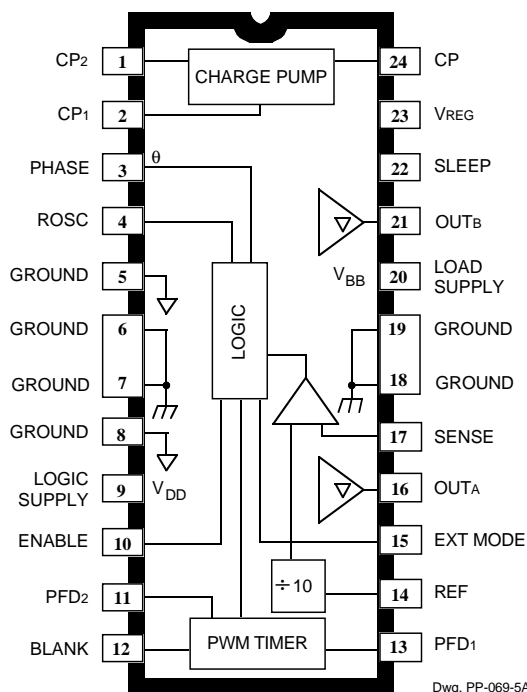 CP2 1 CHARGE PUMP 24 CP
CP1 2 23 VREG
PHASE 3 θ 22 SLEEP
ROSC 4 21 OUTB
GROUND 5 VBB 20 LOAD
SUPPLY
GROUND 6 LOGIC 19 GROUND
GROUND 7 18 GROUND
GROUND 8 17 SENSE
LOGIC
SUPPLY 9 VDD 16 OUTA
ENABLE 10 15 EXT MODE
PFD2 11 ÷10 14 REF
BLANK 12 PWM TIMER 13 PFD1
Dwg. PP-069-5A